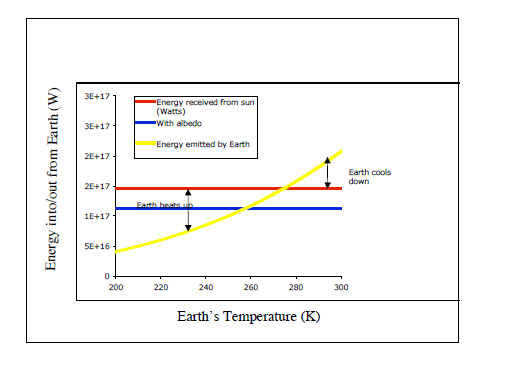 Energy into/out from Earth (W)
3E+17
3E+17
2E+17
2E+17
1E+17
5E+16
0
Energy received from sun
(Watts)
With albedo
Energy emitted by Earth
Earth cools
down
Earth heats up
200 220 240 260 280 300
Earth's Temperature (K)